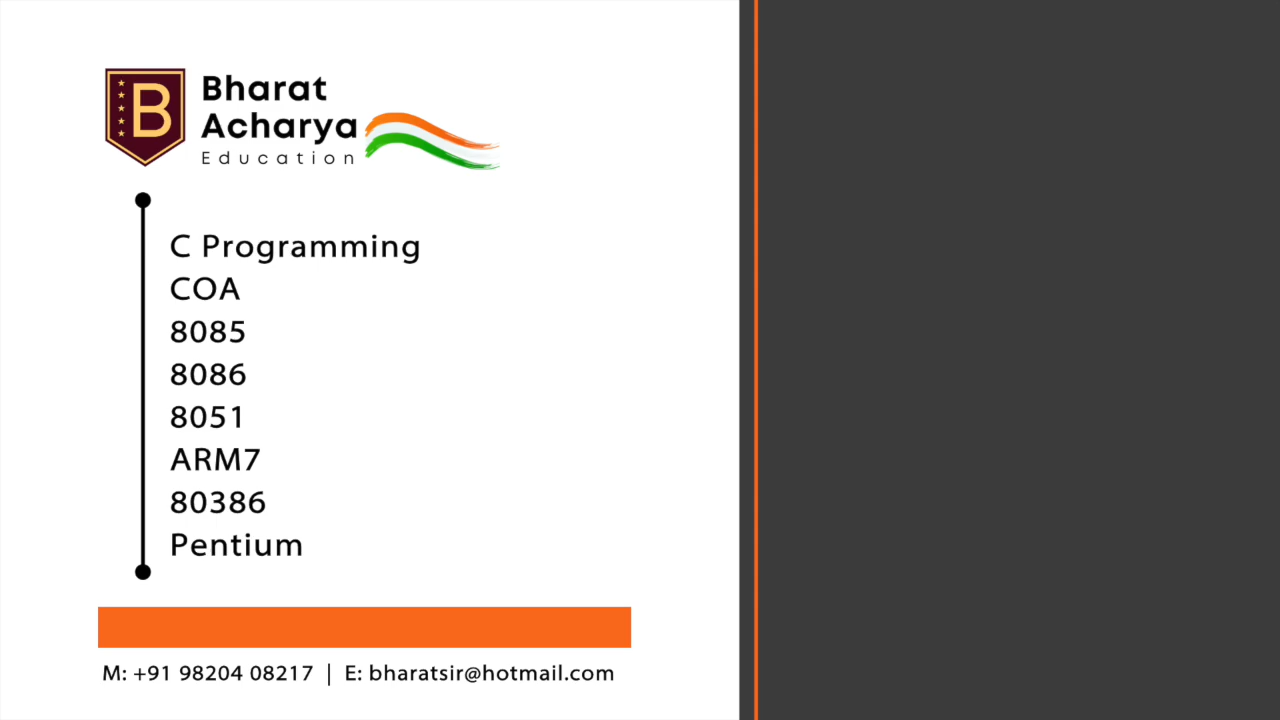 B
Bharat
Acharya
Education
C Programming
COA
8085
8086
8051
ARM7
80386
Pentium
M: +91 98204 08217 | E: bharatsir@hotmail.com